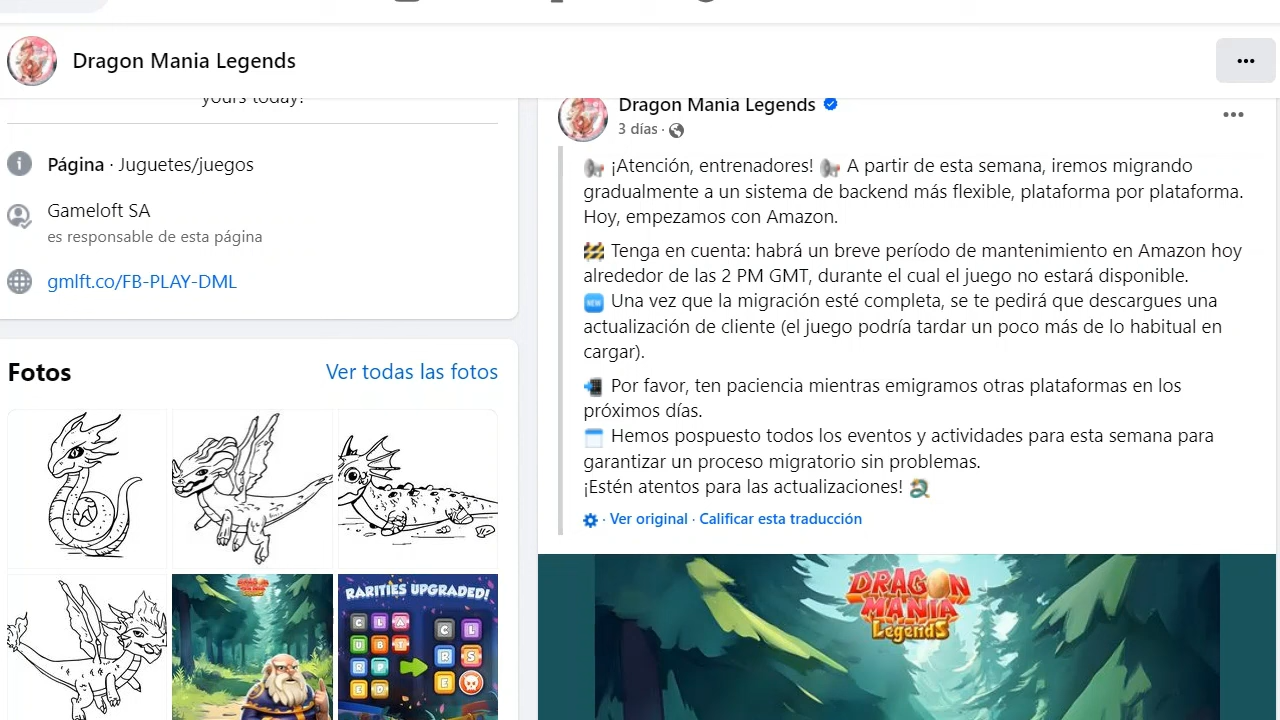 Dragon Mania Legends
yours today!
Página · Juguetes/juegos
Gameloft SA
es responsable de esta página
gmlft.co/FB-PLAY-DML
Fotos
Ver todas las fotos
RARITIES UPGRADED!
C L A
U B T
R P
E D
C L
R S
E
Dragon Mania Legends
3 días ·
¡Atención, entrenadores! A partir de esta semana, iremos migrando
gradualmente a un sistema de backend más flexible, plataforma por plataforma.
Hoy, empezamos con Amazon.
Tenga en cuenta: habrá un breve período de mantenimiento en Amazon hoy
alrededor de las 2 PM GMT, durante el cual el juego no estará disponible.
NEW Una vez que la migración esté completa, se te pedirá que descargues una
actualización de cliente (el juego podría tardar un poco más de lo habitual en
cargar).
Por favor, ten paciencia mientras emigramos otras plataformas en los
próximos días.
Hemos pospuesto todos los eventos y actividades para esta semana para
garantizar un proceso migratorio sin problemas.
¡Estén atentos para las actualizaciones!
· Ver original · Calificar esta traducción
DRAGON
MANIA
Legends